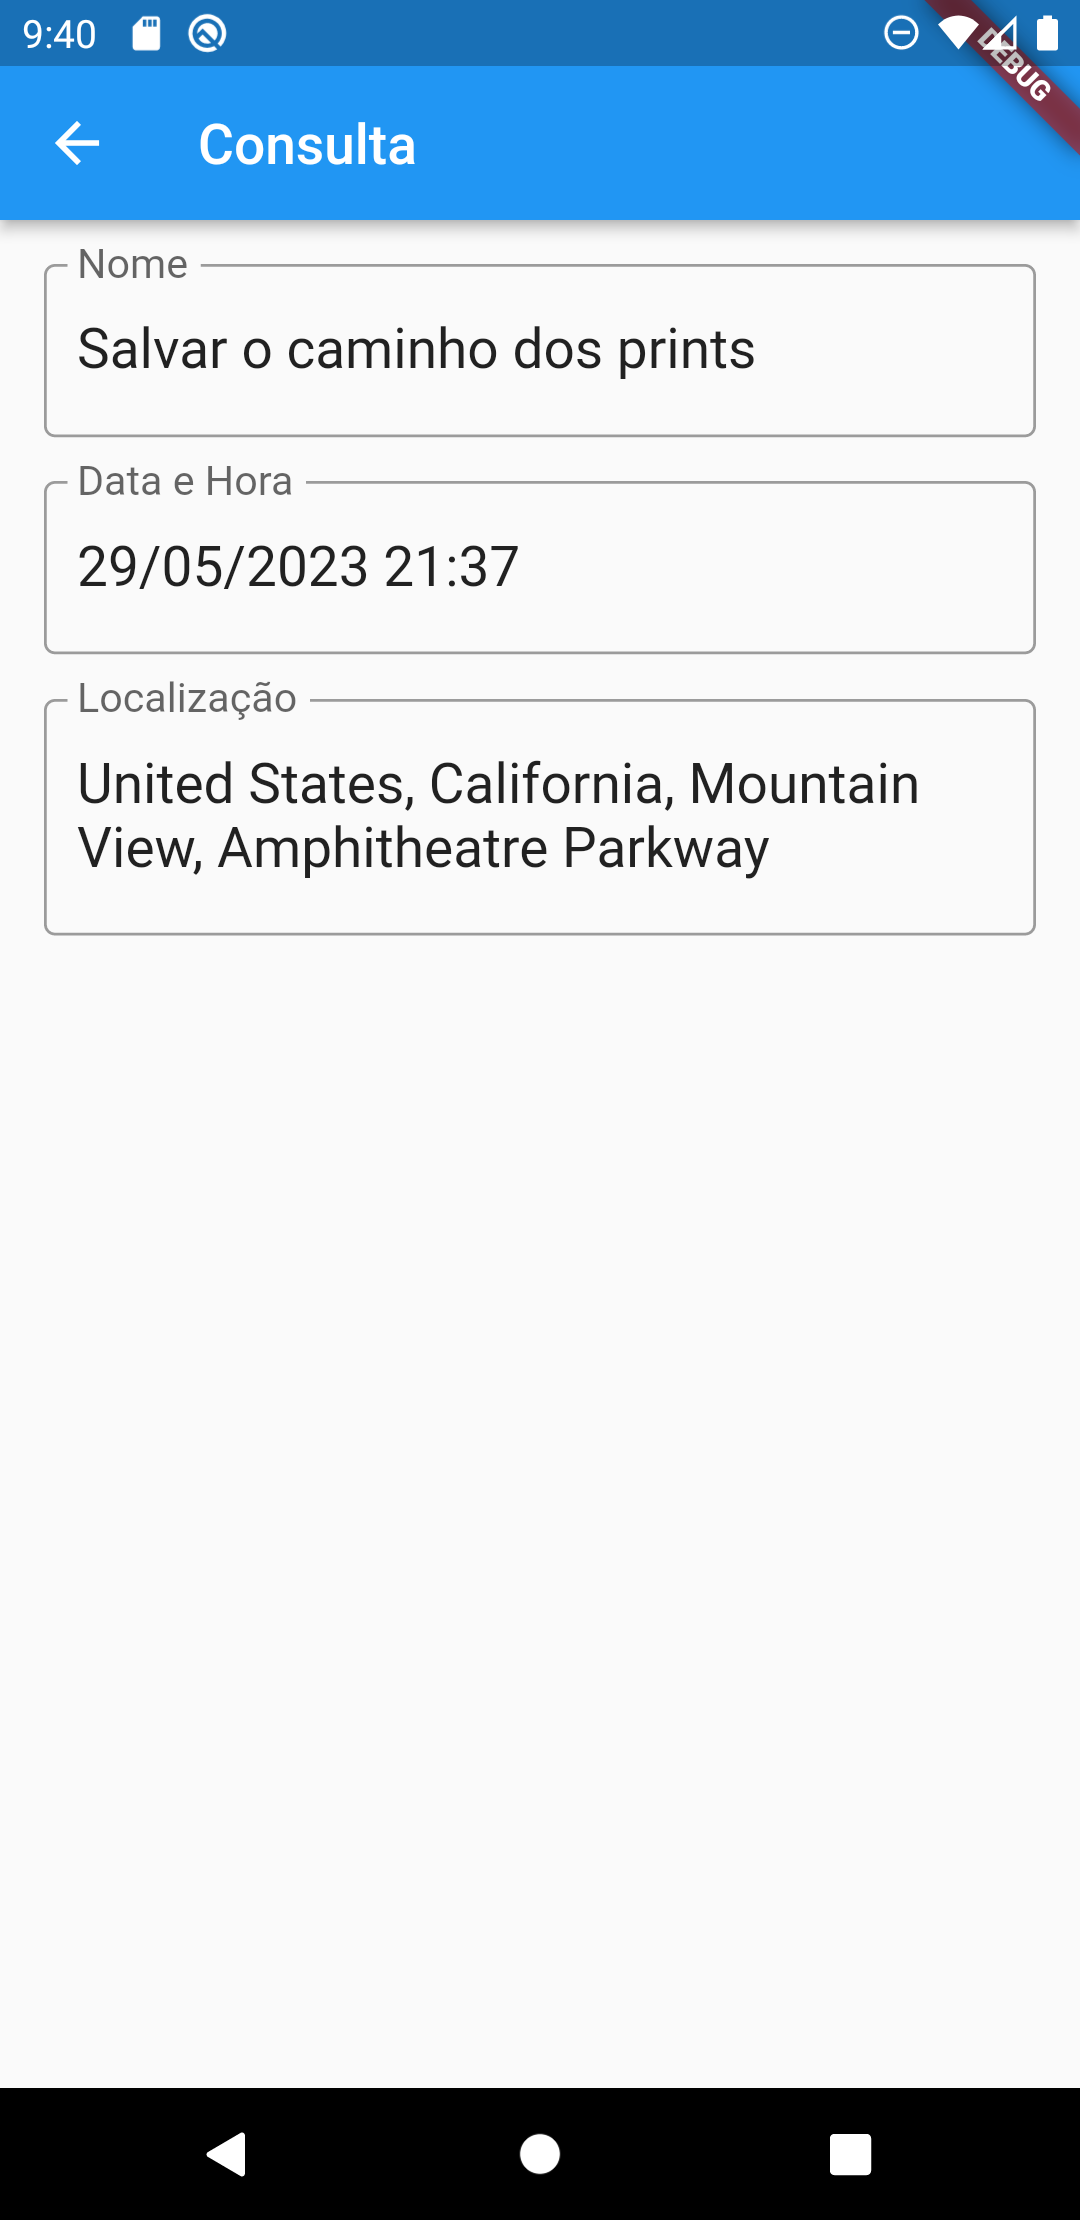 9:40
DEBUG
Consulta
Nome
Salvar o caminho dos prints
Data e Hora
29/05/2023 21:37
Localização
United States, California, Mountain
View, Amphitheatre Parkway